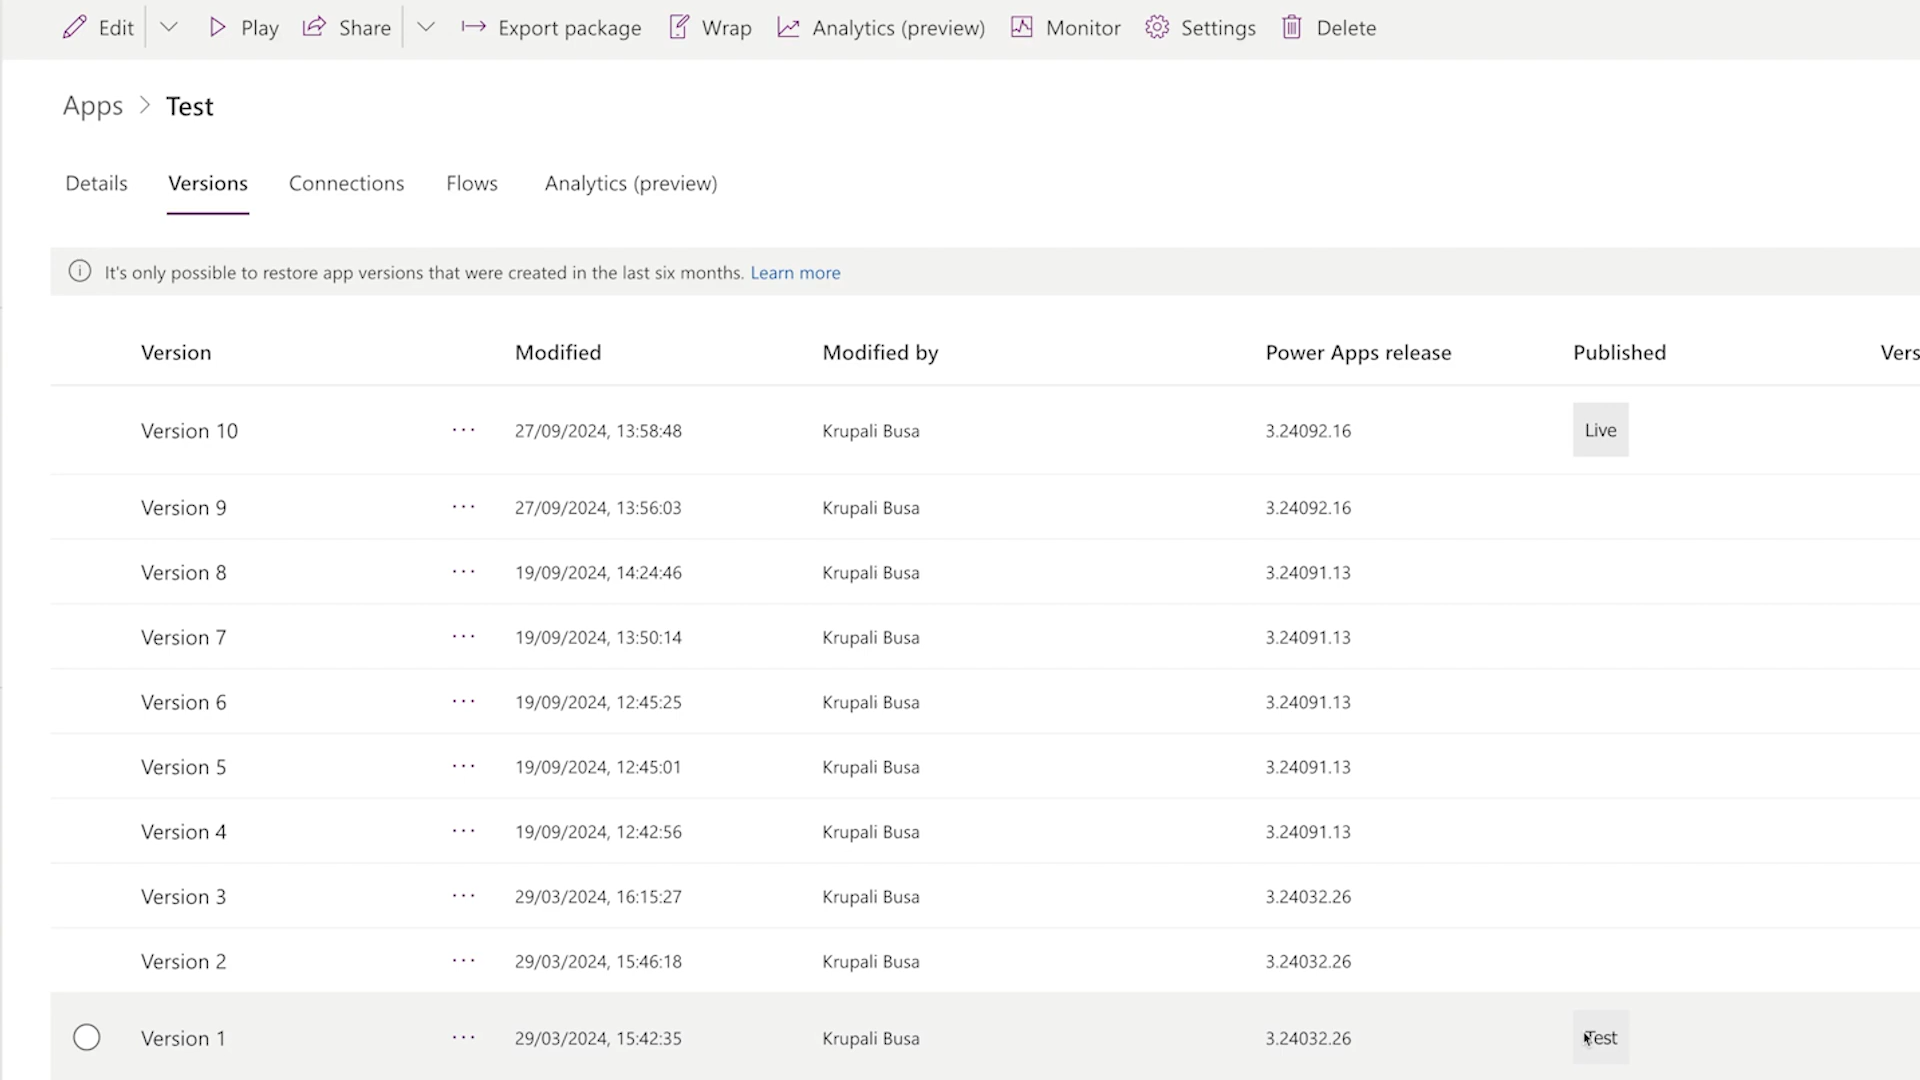 Edit Play Share Export package Wrap Analytics (preview) Monitor Settings Delete
Apps > Test
Details Versions Connections Flows Analytics (preview)
It's only possible to restore app versions that were created in the last six months. Learn more
Version Modified Modified by Power Apps release Published Vers
Version 10 ... 27/09/2024, 13:58:48 Krupali Busa 3.24092.16 Live
Version 9 ... 27/09/2024, 13:56:03 Krupali Busa 3.24092.16
Version 8 ... 19/09/2024, 14:24:46 Krupali Busa 3.24091.13
Version 7 ... 19/09/2024, 13:50:14 Krupali Busa 3.24091.13
Version 6 ... 19/09/2024, 12:45:25 Krupali Busa 3.24091.13
Version 5 ... 19/09/2024, 12:45:01 Krupali Busa 3.24091.13
Version 4 ... 19/09/2024, 12:42:56 Krupali Busa 3.24091.13
Version 3 ... 29/03/2024, 16:15:27 Krupali Busa 3.24032.26
Version 2 ... 29/03/2024, 15:46:18 Krupali Busa 3.24032.26
Version 1 ... 29/03/2024, 15:42:35 Krupali Busa 3.24032.26 Test